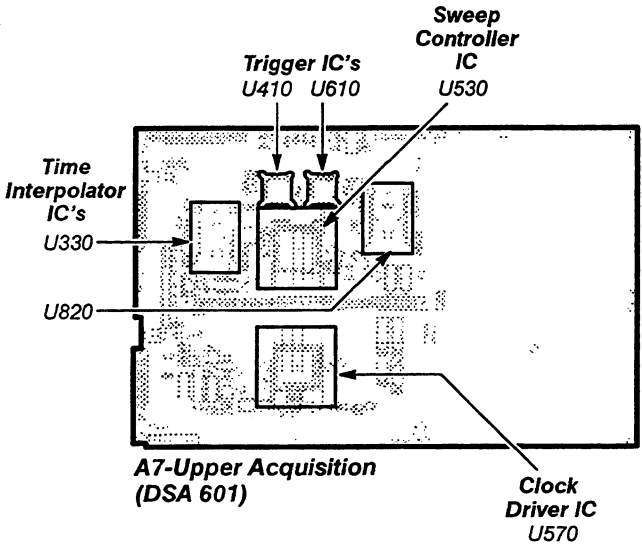 Sweep
Controller
IC
U530
Trigger IC's
U410 U610
Time
Interpolator
IC's
U330
U820
A7-Upper Acquisition
(DSA 601)
Clock
Driver IC
U570